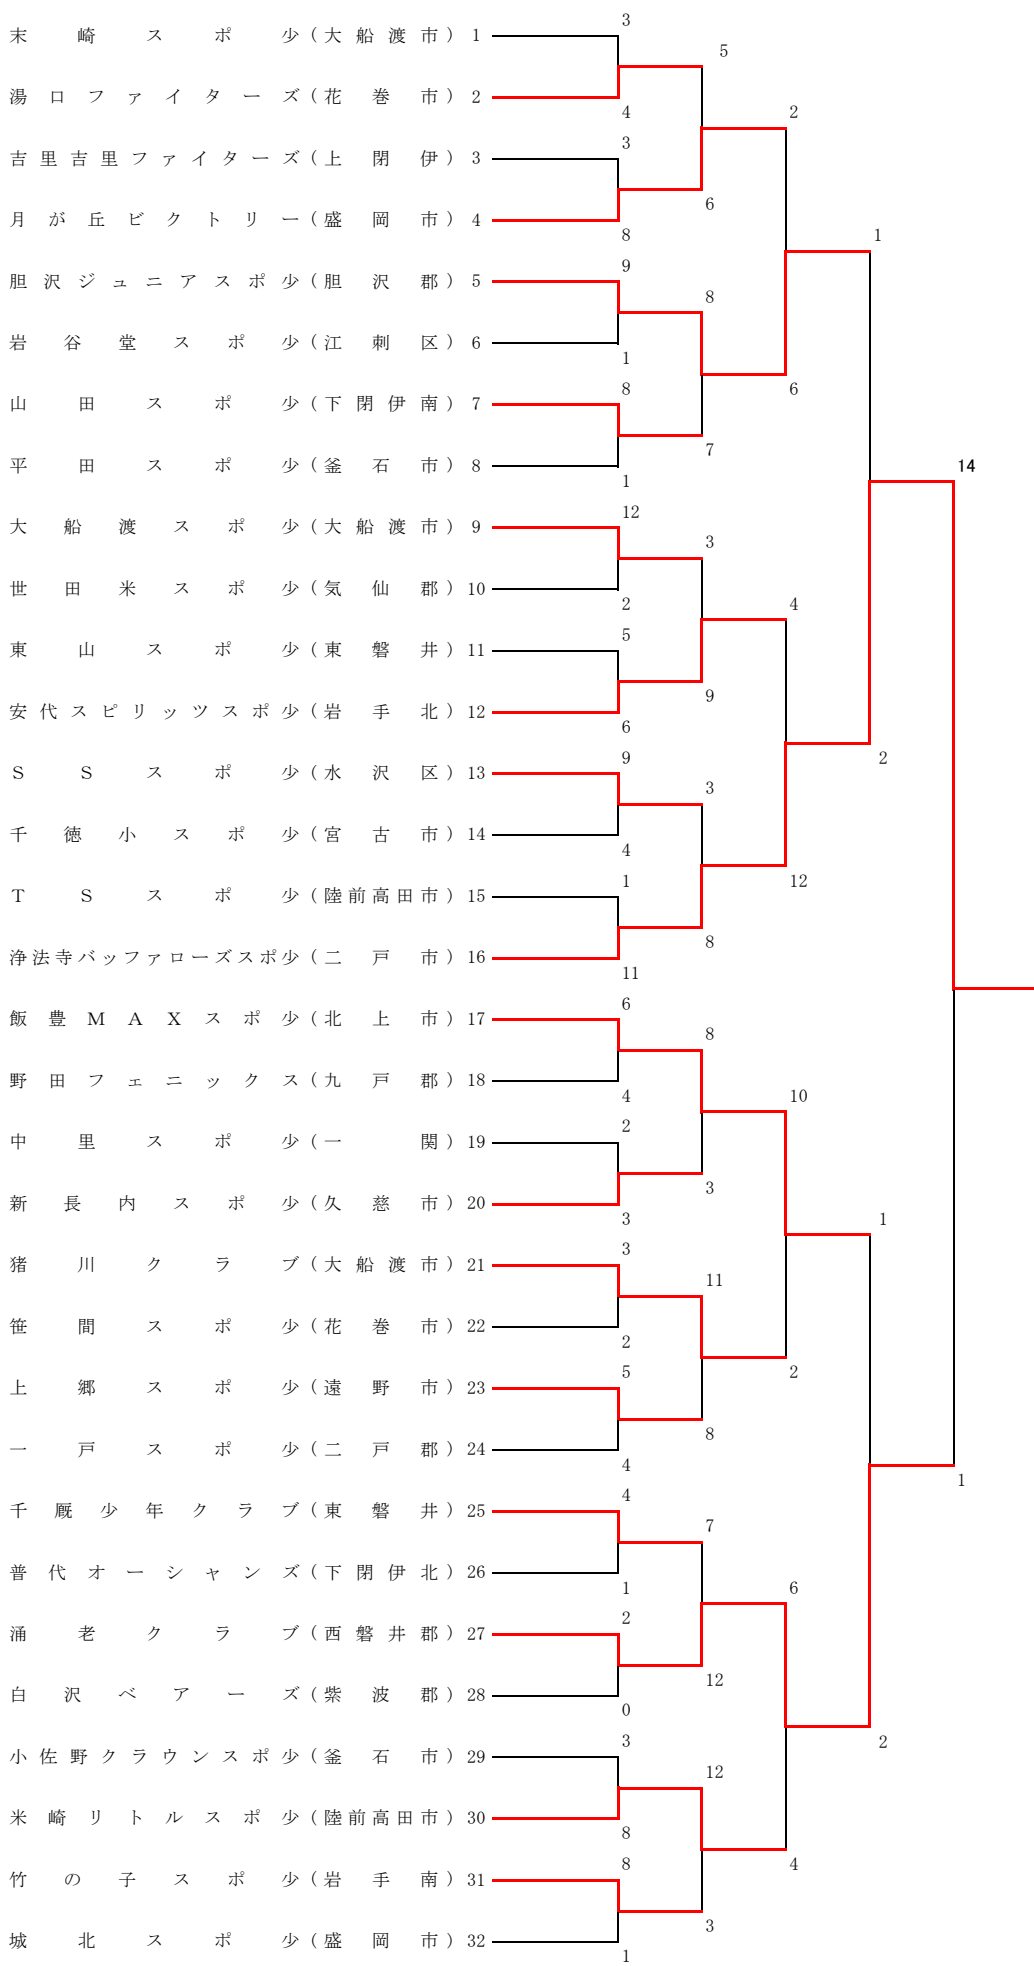 3
末崎スポ少(大船渡市) 1
5
湯口ファイターズ(花巻市) 2
4
2
3
吉里吉里ファイターズ(上閉伊) 3
6
月が丘ビクトリー(盛岡市) 4
8
1
9
胆沢ジュニアスポ少(胆沢郡) 5
8
岩谷堂スポ少(江刺区) 6
1
6
8
山田スポ少(下閉伊南) 7
7
平田スポ少(釜石市) 8
14
1
12
大船渡スポ少(大船渡市) 9
3
世田米スポ少(気仙郡) 10
2
4
5
東山スポ少(東磐井) 11
9
安代スピリッツスポ少(岩手北) 12
6
2
9
SSスポ少(水沢区) 13
3
千徳小スポ少(宮古市) 14
4
12
1
TSスポ少(陸前高田市) 15
8
浄法寺バッファローズスポ少(二戸市) 16
11
6
飯豊MAXスポ少(北上市) 17
8
野田フェニックス(九戸郡) 18
4
10
2
中里スポ少(一関) 19
3
新長内スポ少(久慈市) 20
3
1
3
猪川クラブ(大船渡市) 21
11
笹間スポ少(花巻市) 22
2
2
5
上郷スポ少(遠野市) 23
8
一戸スポ少(二戸郡) 24
4
1
4
千厩少年クラブ(東磐井) 25
7
普代オーシャンズ(下閉伊北) 26
1
6
2
涌老クラブ(西磐井郡) 27
12
白沢ベアーズ(紫波郡) 28
0
2
3
小佐野クラウンスポ少(釜石市) 29
12
米崎リトルスポ少(陸前高田市) 30
8
4
8
竹の子スポ少(岩手南) 31
3
城北スポ少(盛岡市) 32
1